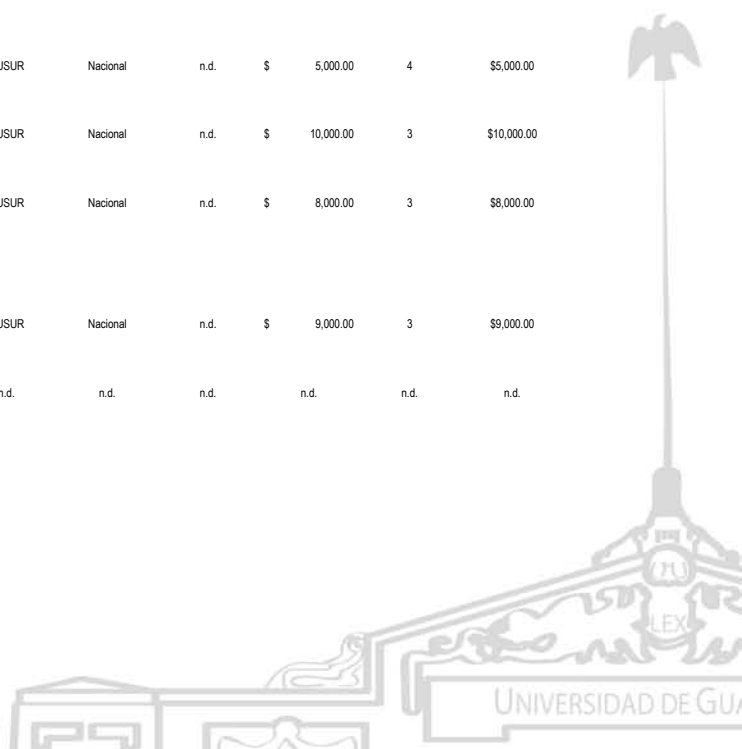 USUR Nacional n.d. $ 5,000.00 4 $5,000.00
USUR Nacional n.d. $ 10,000.00 3 $10,000.00
USUR Nacional n.d. $ 8,000.00 3 $8,000.00
USUR Nacional n.d. $ 9,000.00 3 $9,000.00
n.d. n.d. n.d. n.d. n.d. n.d.
LEX
UNIVERSIDAD DE GUA